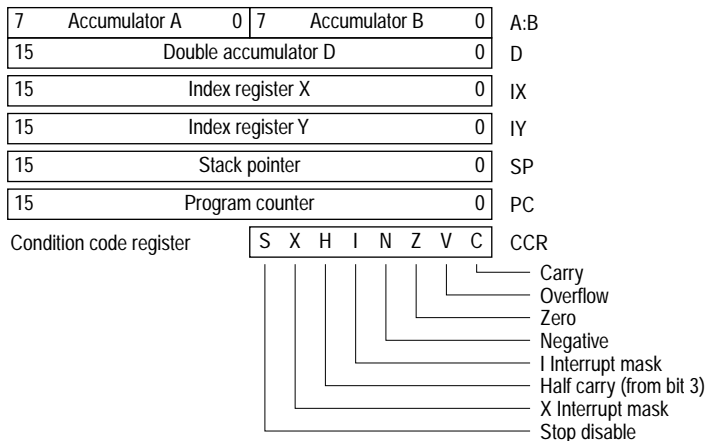 7 Accumulator A 0 7 Accumulator B 0 A:B
15 Double accumulator D 0 D
15 Index register X 0 IX
15 Index register Y 0 IY
15 Stack pointer 0 SP
15 Program counter 0 PC
Condition code register S X H I N Z V C CCR
Carry
Overflow
Zero
Negative
I Interrupt mask
Half carry (from bit 3)
X Interrupt mask
Stop disable